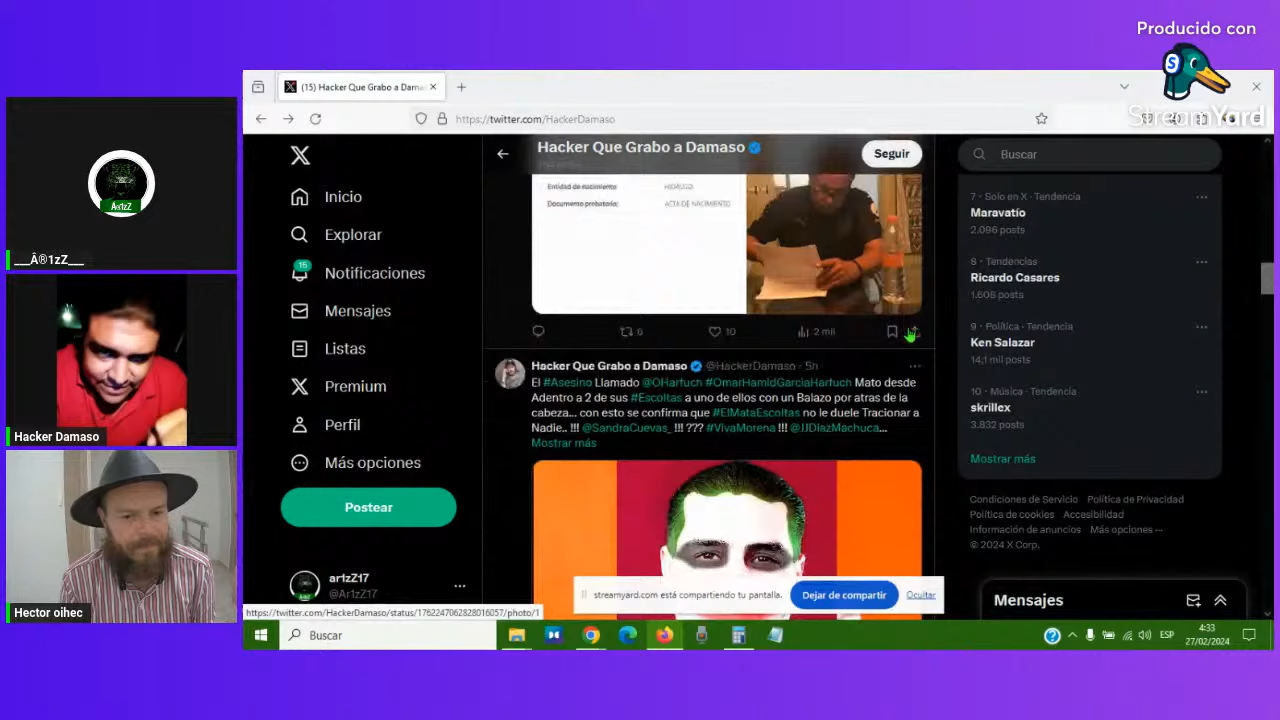 Producido con
StreamYard
(15) Hacker Que Grabo a Dama
https://twitter.com/HackerDamaso
Hacker Que Grabo a Damaso
Seguir
Entidad de nacimiento:
HIDALGO
Documento probatorio:
ACTA DE NACIMIENTO
6
10
2 mil
Hacker Que Grabo a Damaso @HackerDamaso · 5h
El #Asesino Llamado @OHarfuch #OmarHamIdGarciaHarfuch Mato desde
Adentro a 2 de sus #Escoltas a uno de ellos con un Balazo por atras de la
cabeza... con esto se confirma que #ElMataEscoltas no le duele Tracionar a
Nadie.. !!! @SandraCuevas_ !!! ??? #VivaMorena !!! @JJDiazMachuca...
Mostrar más
Inicio
Explorar
15
Notificaciones
Mensajes
Listas
Premium
Perfil
Más opciones
Postear
ar1zZ17
@Ar1zZ17
Buscar
7 · Solo en X · Tendencia
Maravatío
2.096 posts
8 · Tendencias
Ricardo Casares
1.606 posts
9 · Política · Tendencia
Ken Salazar
14,1 mil posts
10 · Música · Tendencia
skrillex
3.832 posts
Mostrar más
Condiciones de Servicio Política de Privacidad
Política de cookies Accesibilidad
Información de anuncios Más opciones ···
© 2024 X Corp.
Mensajes
streamyard.com está compartiendo tu pantalla.
Dejar de compartir
Ocultar
https://twitter.com/HackerDamaso/status/1762247062828016057/photo/1
Buscar
ESP
4:33
27/02/2024
Ar1zZ
___Â®1zZ___
Hacker Damaso
Hector oihec